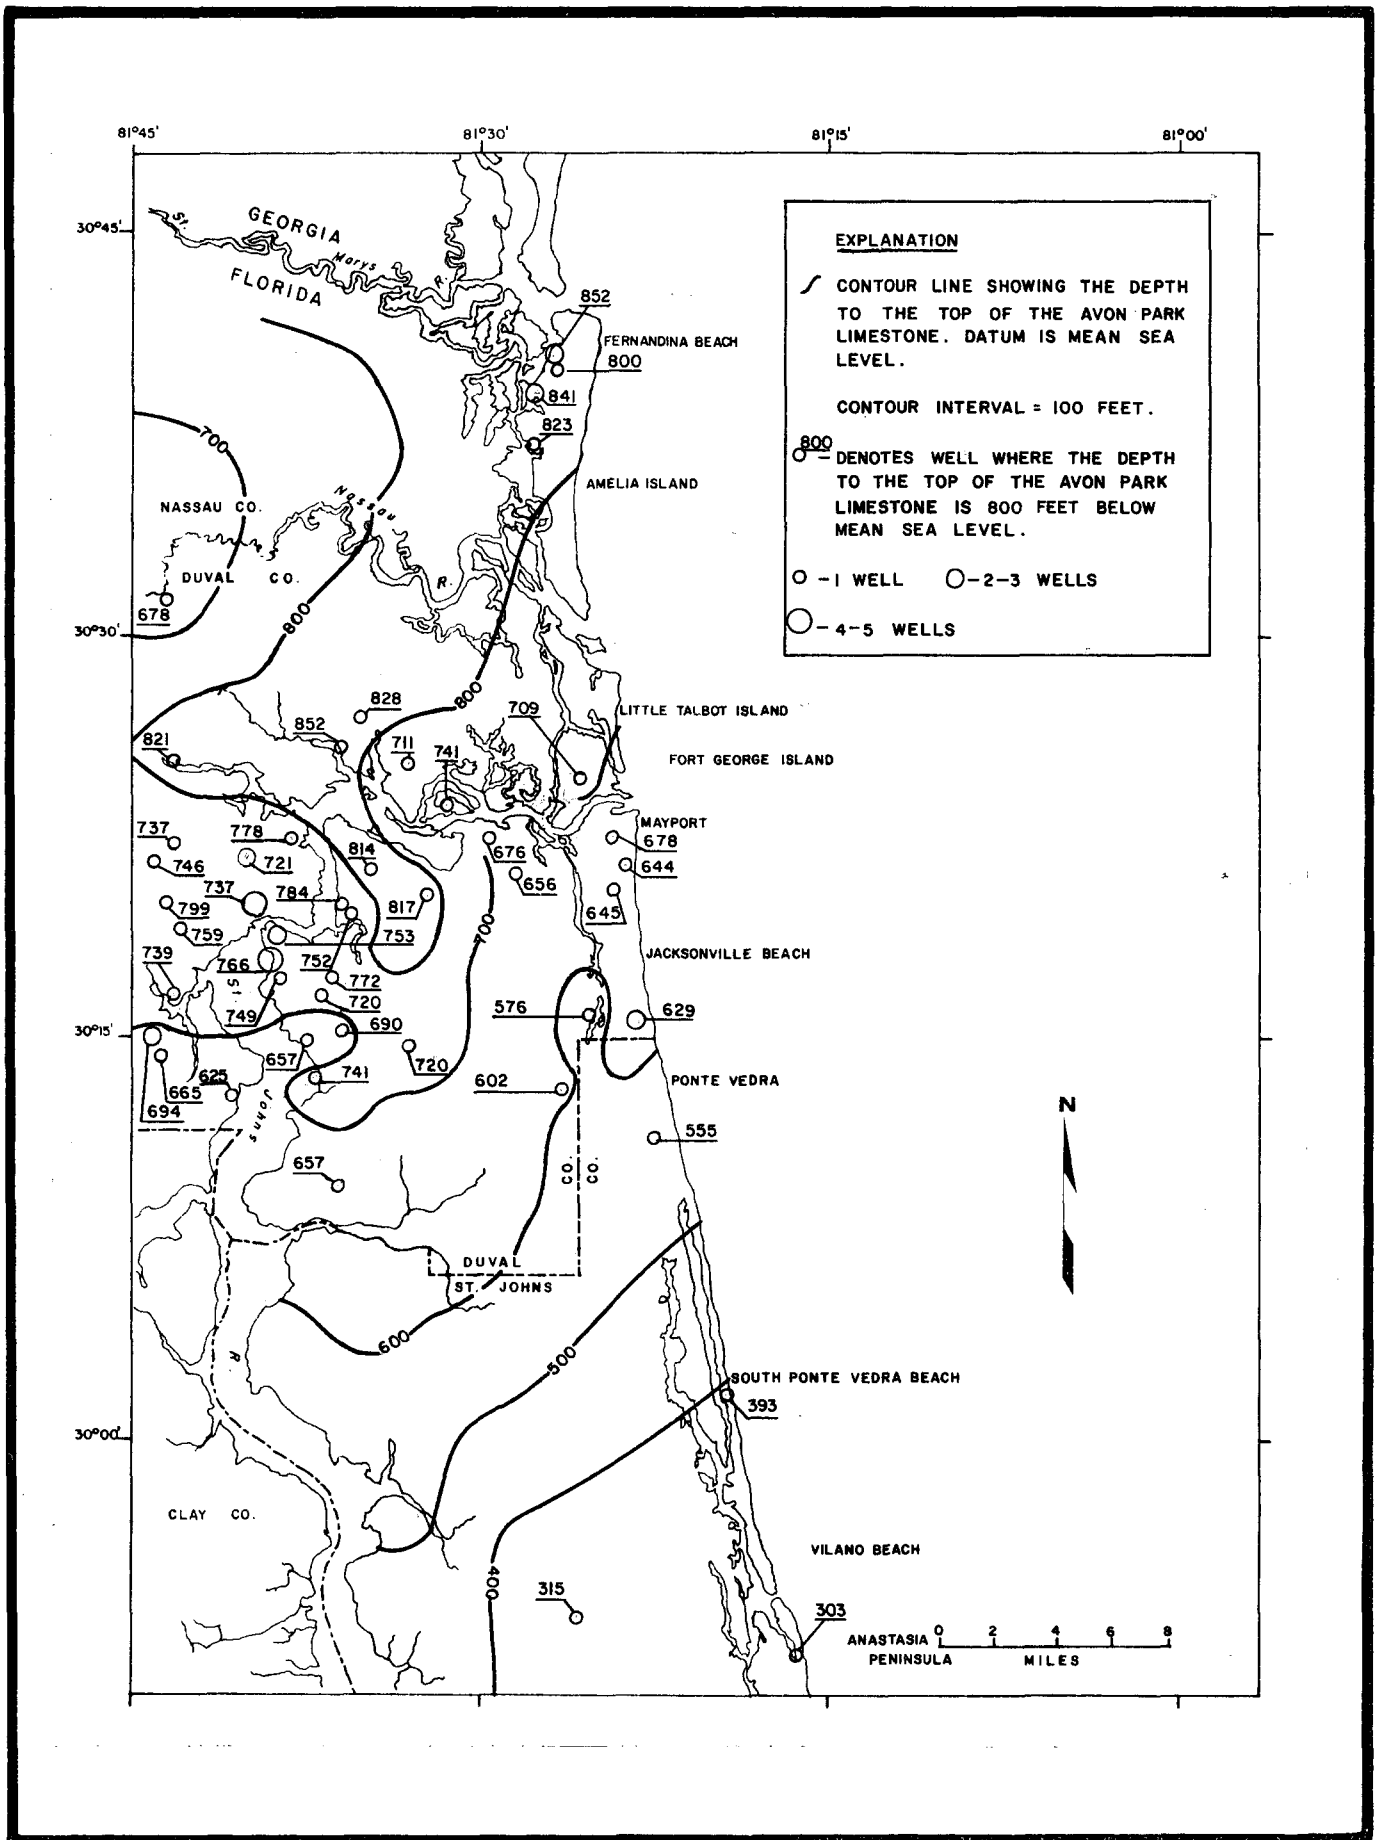 81°45'
81°30'
81°15'
81°00'
30°45'
GEORGIA
St.
Marys
R.
FLORIDA
EXPLANATION
CONTOUR LINE SHOWING THE DEPTH
TO THE TOP OF THE AVON PARK
LIMESTONE. DATUM IS MEAN SEA
LEVEL.
CONTOUR INTERVAL = 100 FEET.
800
- DENOTES WELL WHERE THE DEPTH
TO THE TOP OF THE AVON PARK
LIMESTONE IS 800 FEET BELOW
MEAN SEA LEVEL.
-1 WELL
-2-3 WELLS
-4-5 WELLS
852
FERNANDINA BEACH
800
841
823
700
AMELIA ISLAND
NASSAU CO.
Nassau
R.
DUVAL CO.
678
800
30°30'
800
828
709
LITTLE TALBOT ISLAND
852
821
711
741
FORT GEORGE ISLAND
MAYPORT
737
778
678
746
721
814
676
644
656
737
784
799
817
645
759
753
700
739
766
752
JACKSONVILLE BEACH
St.
772
749
720
576
629
30°15'
690
657
720
665
625
741
602
PONTE VEDRA
694
Johns
555
657
CO.
CO.
N
DUVAL
ST. JOHNS
600
R.
500
SOUTH PONTE VEDRA BEACH
393
30°00'
CLAY CO.
VILANO BEACH
400
315
303
ANASTASIA
PENINSULA
0 2 4 6 8
MILES